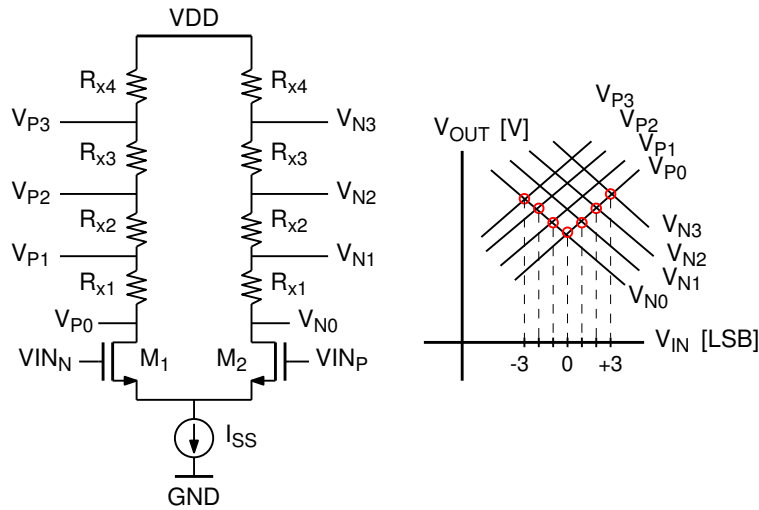 VDD
Rx4 Rx4
VP3 VN3
Rx3 Rx3
VP2 VN2
Rx2 Rx2
VP1 VN1
Rx1 Rx1
VP0 VN0
VINN M1 M2 VINP
ISS
GND
VOUT [V]
VP3
VP2
VP1
VP0
VN3
VN2
VN1
VN0
VIN [LSB]
-3 0 +3